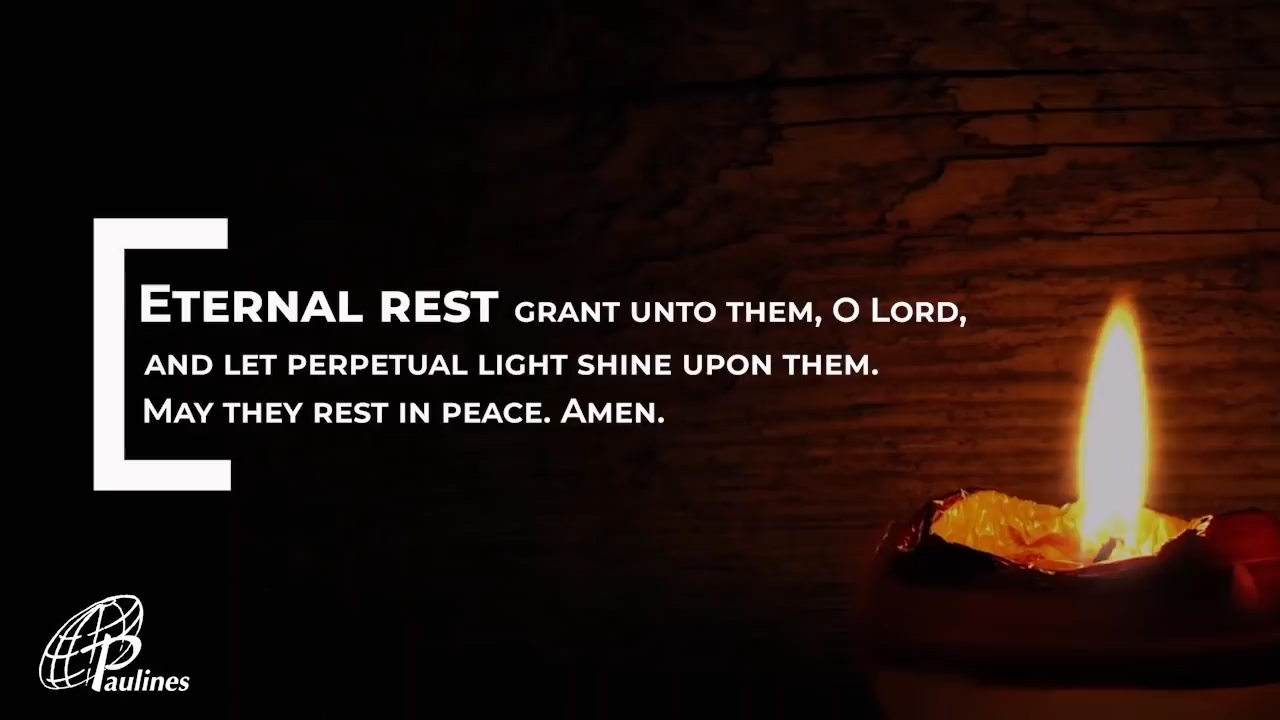 Eternal rest grant unto them, O Lord,
and let perpetual light shine upon them.
May they rest in peace. Amen.
Paulines